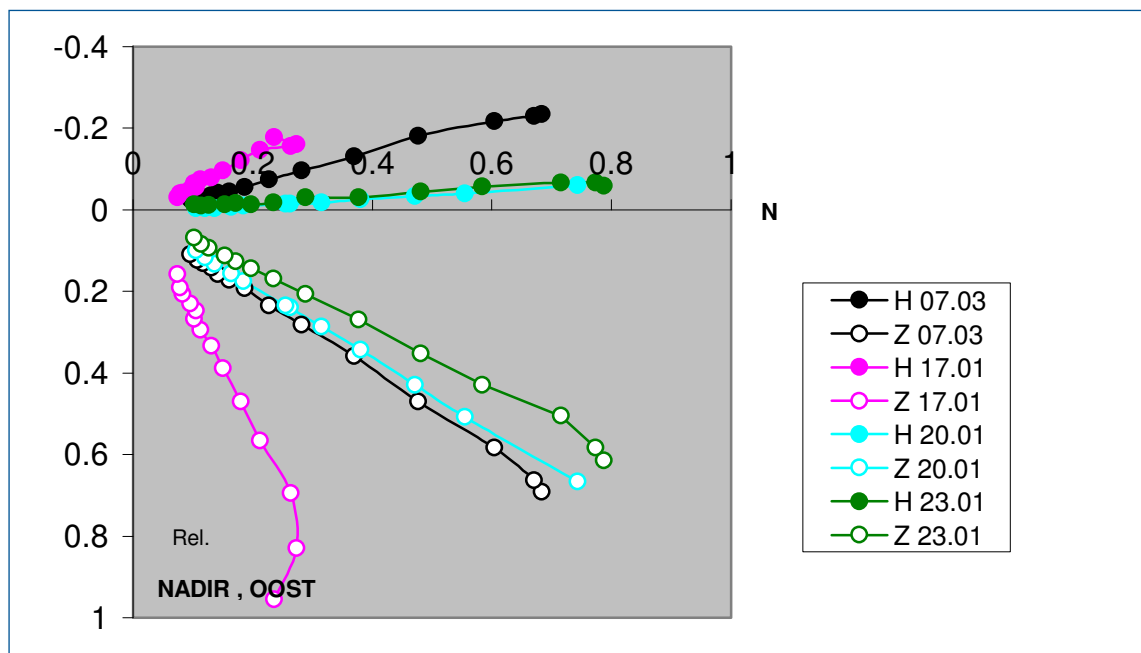 -0.4
-0.2
0 0.2 0.4 0.6 0.8 1
0
N
0.2
0.4
0.6
0.8
1
Rel.
NADIR , OOST
H 07.03
Z 07.03
H 17.01
Z 17.01
H 20.01
Z 20.01
H 23.01
Z 23.01